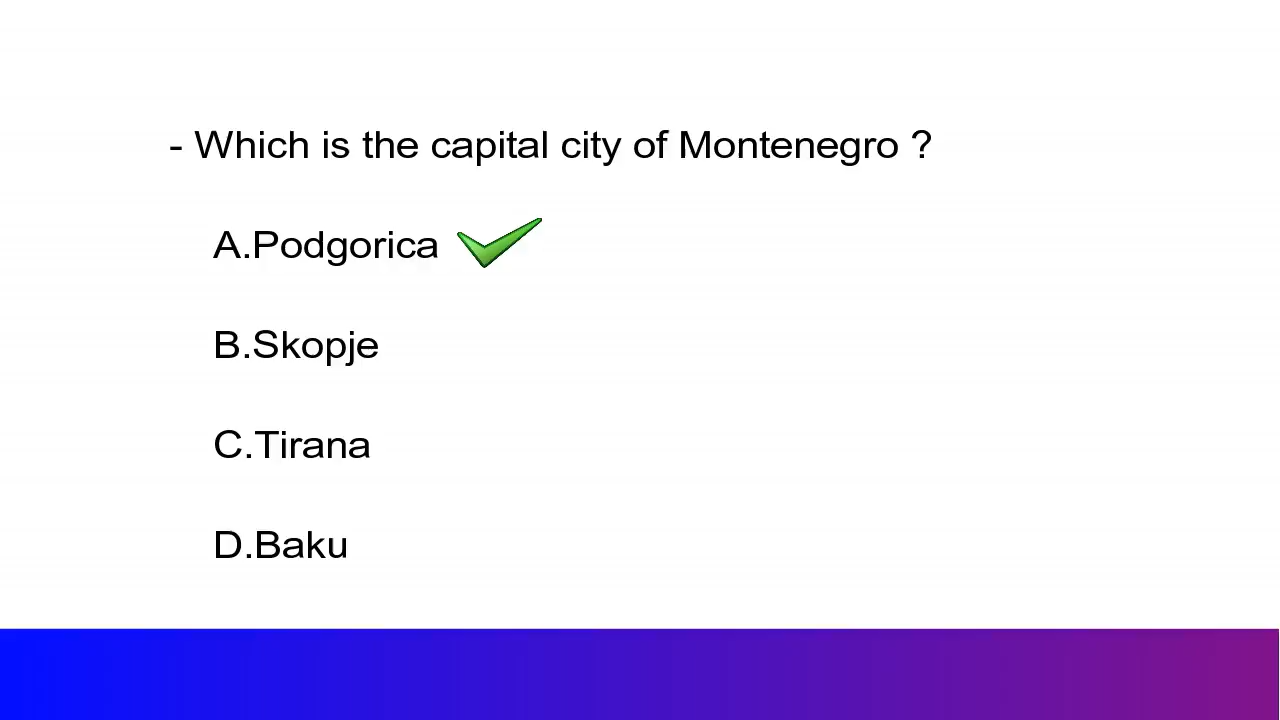 - Which is the capital city of Montenegro ?
A.Podgorica
B.Skopje
C.Tirana
D.Baku